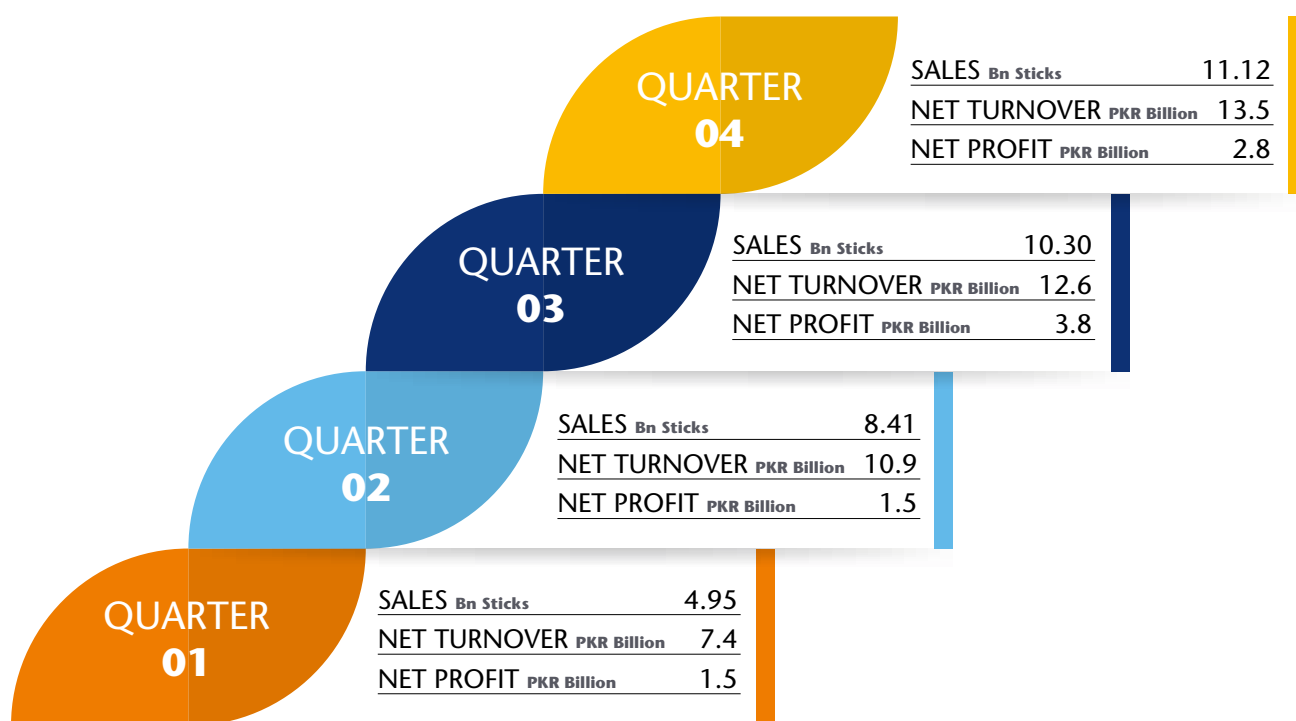 QUARTER
04
SALES Bn Sticks 11.12
NET TURNOVER PKR Billion 13.5
NET PROFIT PKR Billion 2.8
QUARTER
03
SALES Bn Sticks 10.30
NET TURNOVER PKR Billion 12.6
NET PROFIT PKR Billion 3.8
QUARTER
02
SALES Bn Sticks 8.41
NET TURNOVER PKR Billion 10.9
NET PROFIT PKR Billion 1.5
QUARTER
01
SALES Bn Sticks 4.95
NET TURNOVER PKR Billion 7.4
NET PROFIT PKR Billion 1.5